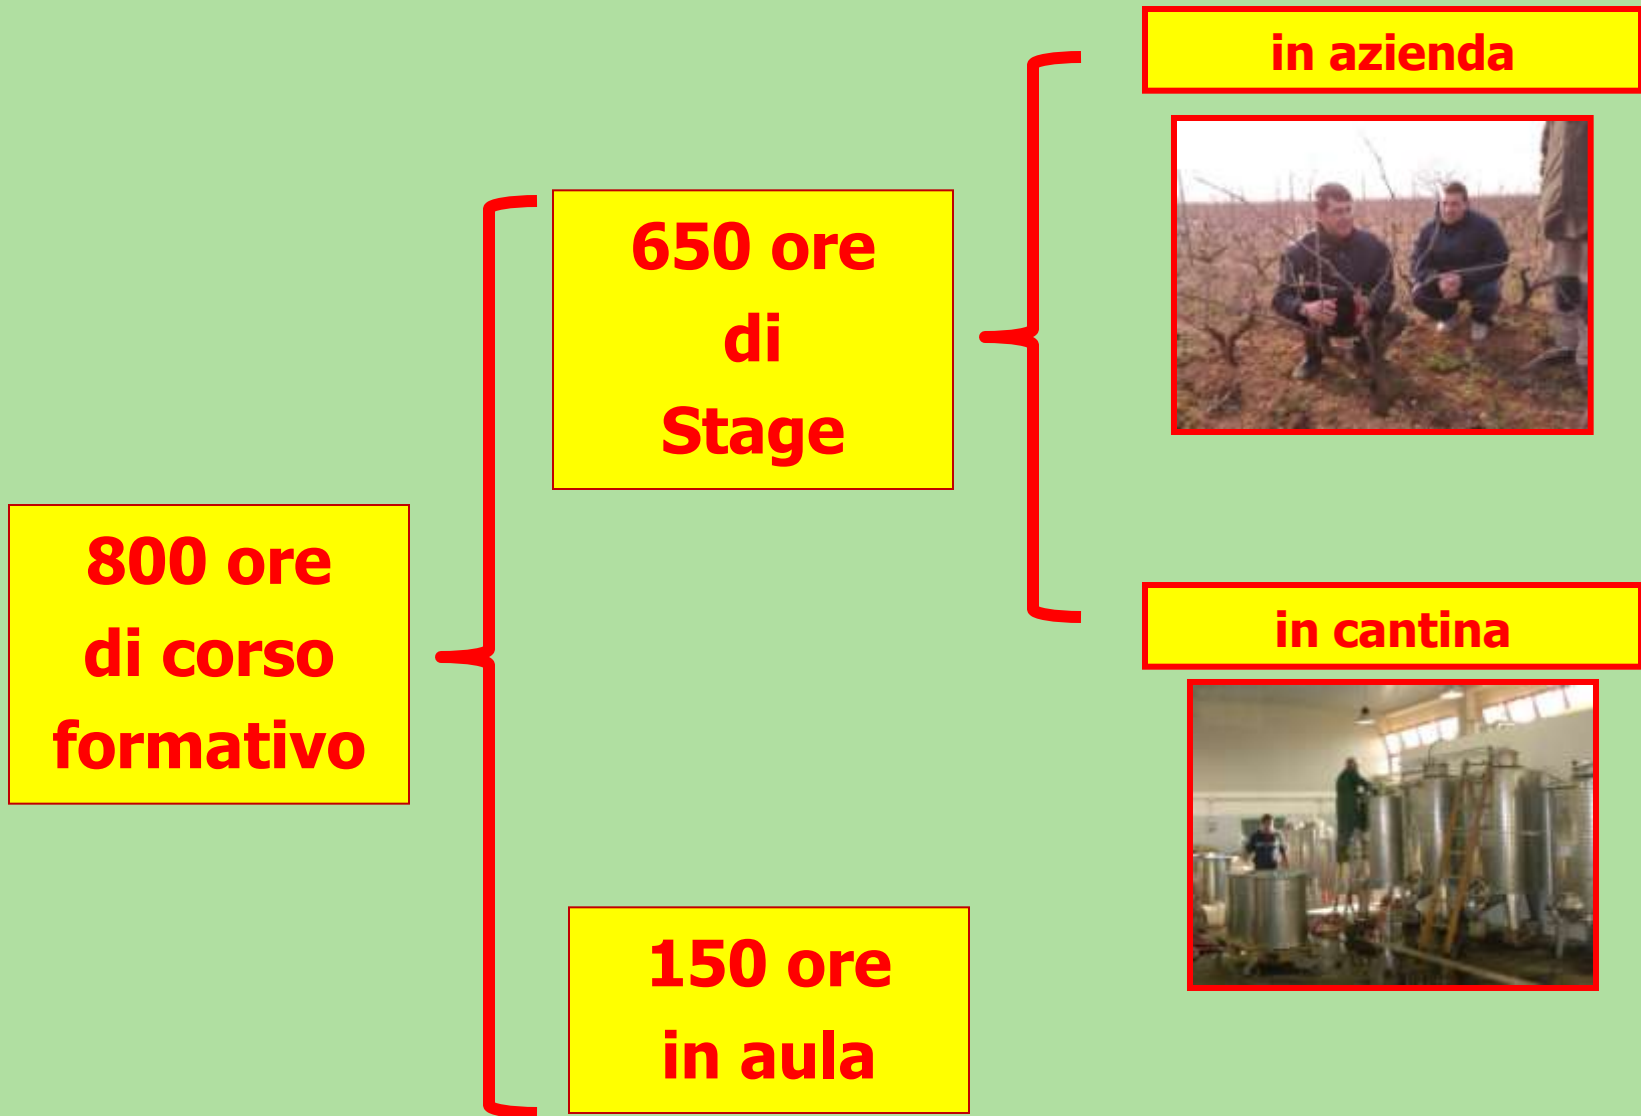 800 ore
di corso
formativo
650 ore
di
Stage
in azienda
in cantina
150 ore
in aula